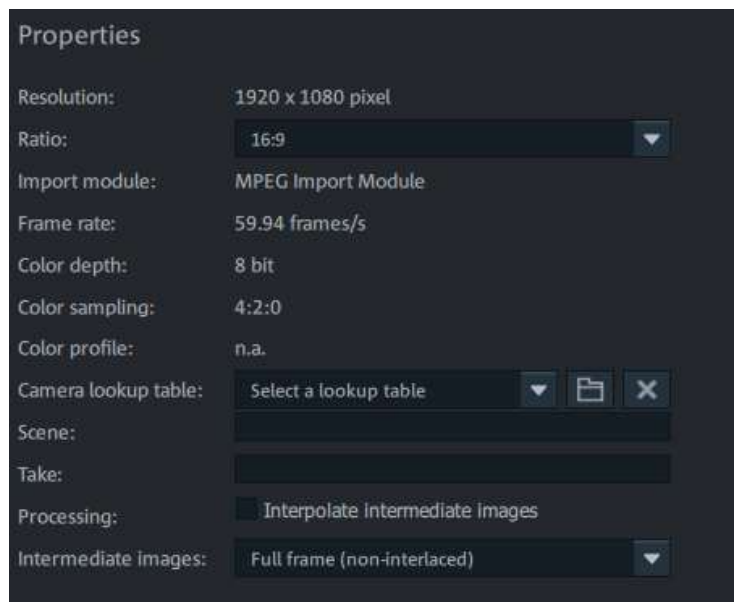 Properties
Resolution: 1920 x 1080 pixel
Ratio: 16:9
Import module: MPEG Import Module
Frame rate: 59.94 frames/s
Color depth: 8 bit
Color sampling: 4:2:0
Color profile: n.a.
Camera lookup table: Select a lookup table
Scene:
Take:
Processing: Interpolate intermediate images
Intermediate images: Full frame (non-interlaced)